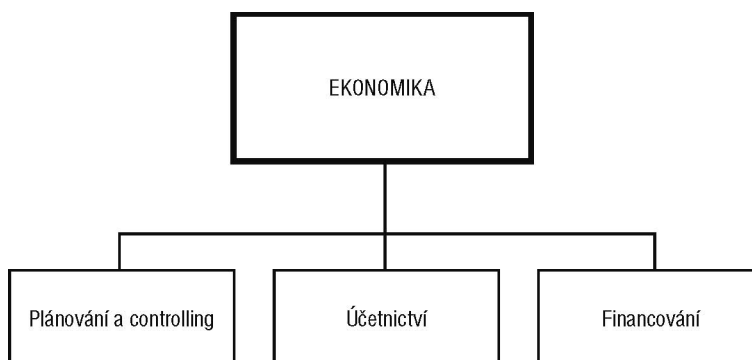 EKONOMIKA
Plánování a controlling
Účetnictví
Financování